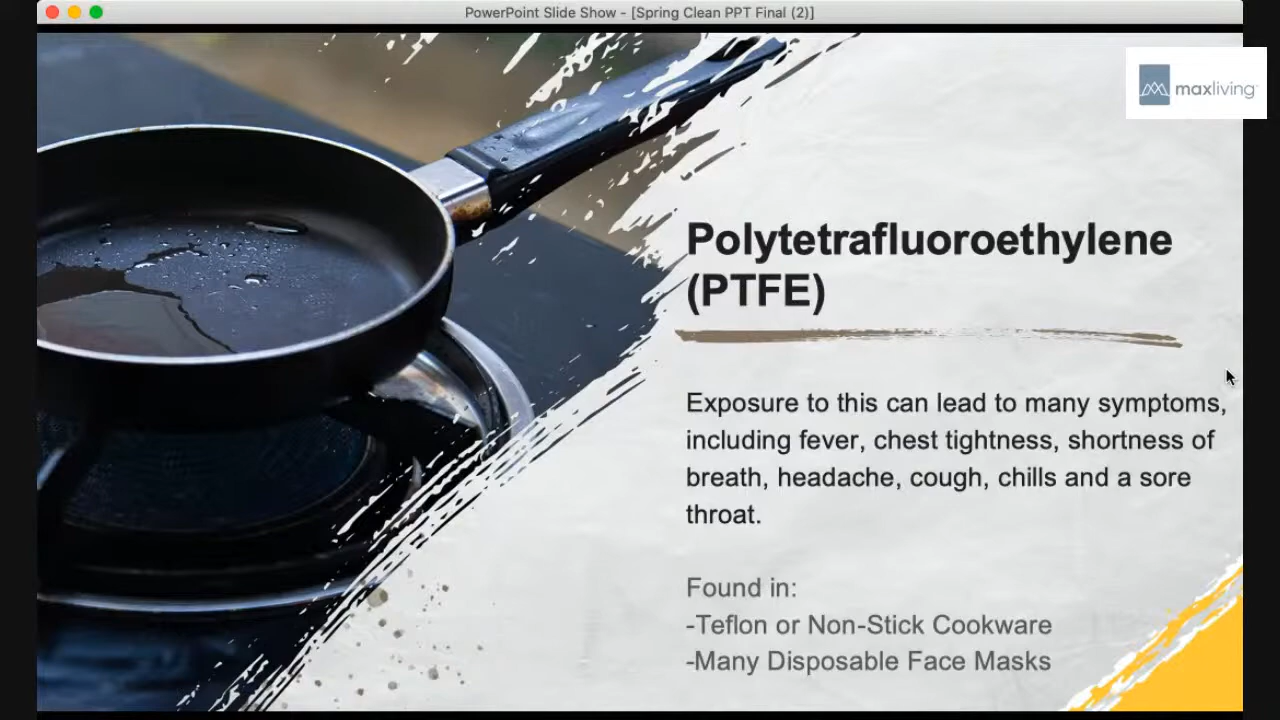 PowerPoint Slide Show - [Spring Clean PPT Final (2)]
maxliving
Polytetrafluoroethylene
(PTFE)
Exposure to this can lead to many symptoms,
including fever, chest tightness, shortness of
breath, headache, cough, chills and a sore
throat.
Found in:
-Teflon or Non-Stick Cookware
-Many Disposable Face Masks